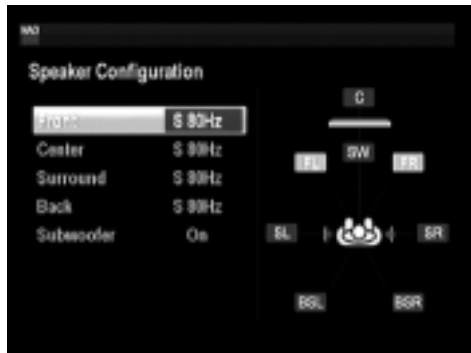 NAD
Speaker Configuration
Front S 80Hz
Center S 80Hz
Surround S 80Hz
Back S 80Hz
Subwoofer On
C
FL SW FR
SL SR
BSL BSR